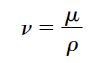 ν = μ/ρ